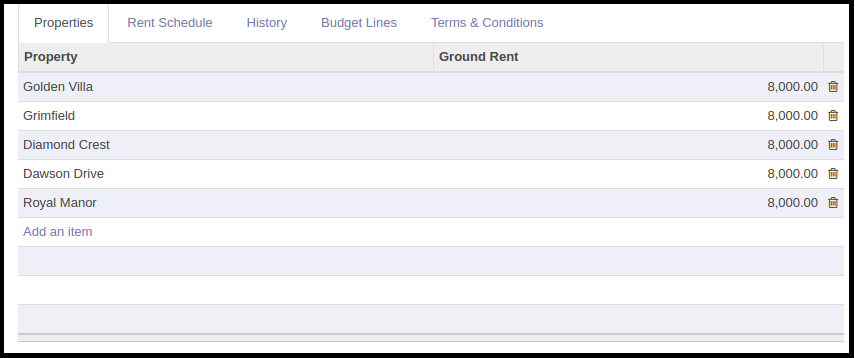 Properties Rent Schedule History Budget Lines Terms & Conditions
Property Ground Rent
Golden Villa 8,000.00
Grimfield 8,000.00
Diamond Crest 8,000.00
Dawson Drive 8,000.00
Royal Manor 8,000.00
Add an item